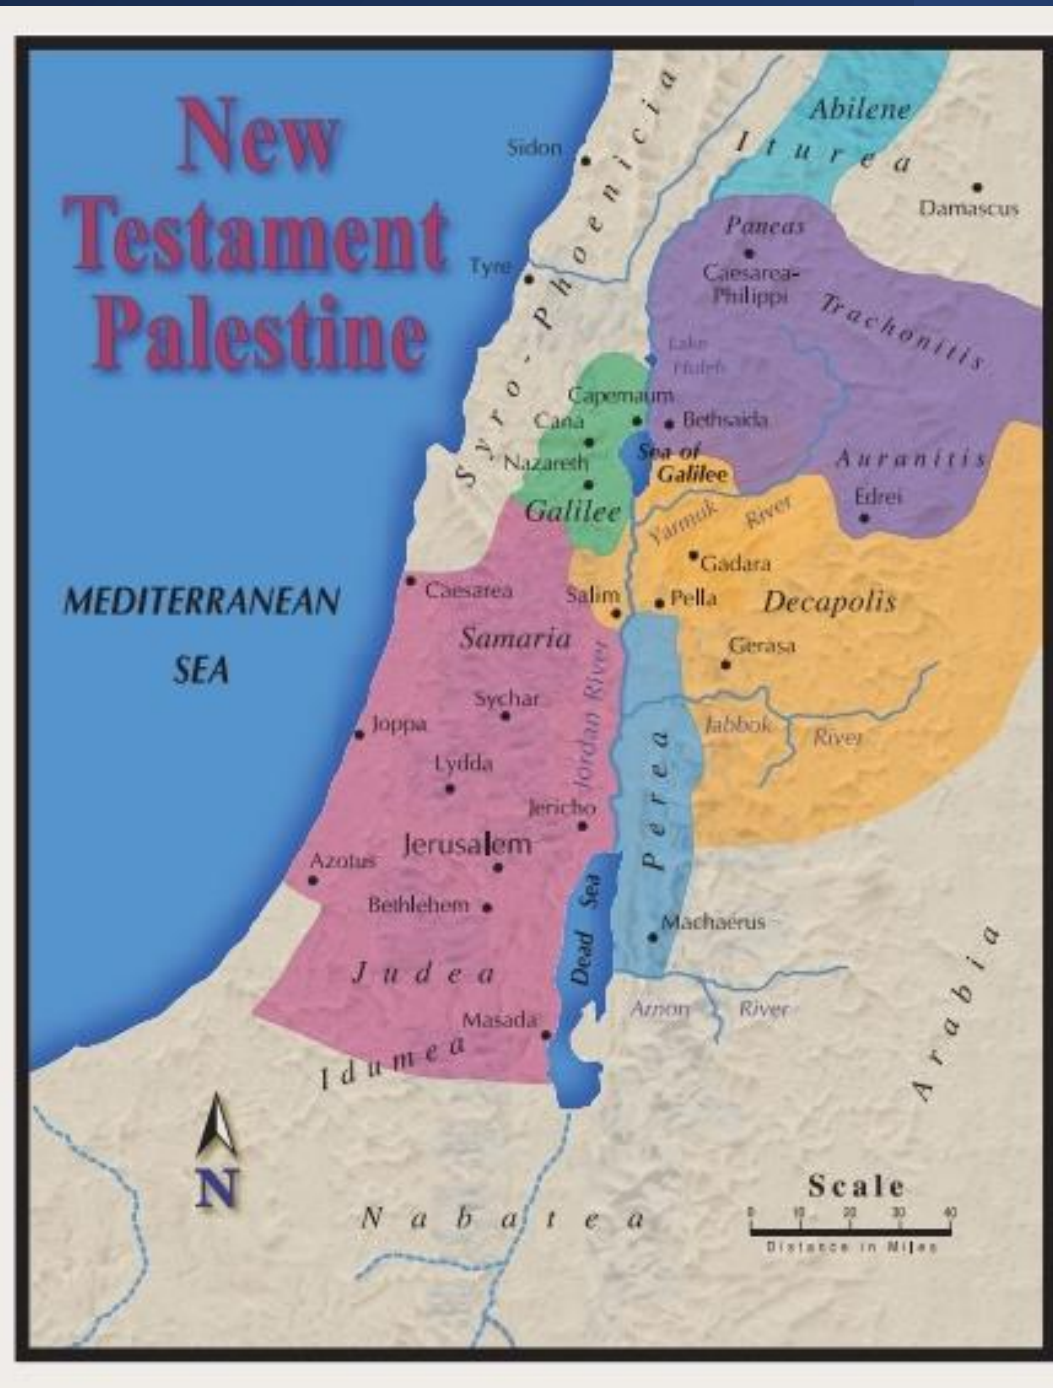 New
Testament
Palestine
Abilene
Iturea
Sidon
Syro-Phoenicia
Damascus
Paneas
Tyre
Caesarea-
Philippi
Trachonitis
Lake
Huleh
Capernaum
Cana
Bethsaida
Sea of
Galilee
Nazareth
Auranitis
Edrei
Galilee
Yarmuk River
Gadara
MEDITERRANEAN
SEA
Caesarea
Salim
Pella
Decapolis
Samaria
Gerasa
Jordan River
Sychar
Joppa
Jabbok River
Lydda
Perea
Jericho
Jerusalem
Azotus
Bethlehem
Dead Sea
Machaerus
Judea
Arabia
Arnon River
Masada
Idumea
N
Nabatea
Scale
0 10 20 30 40
Distance in Miles